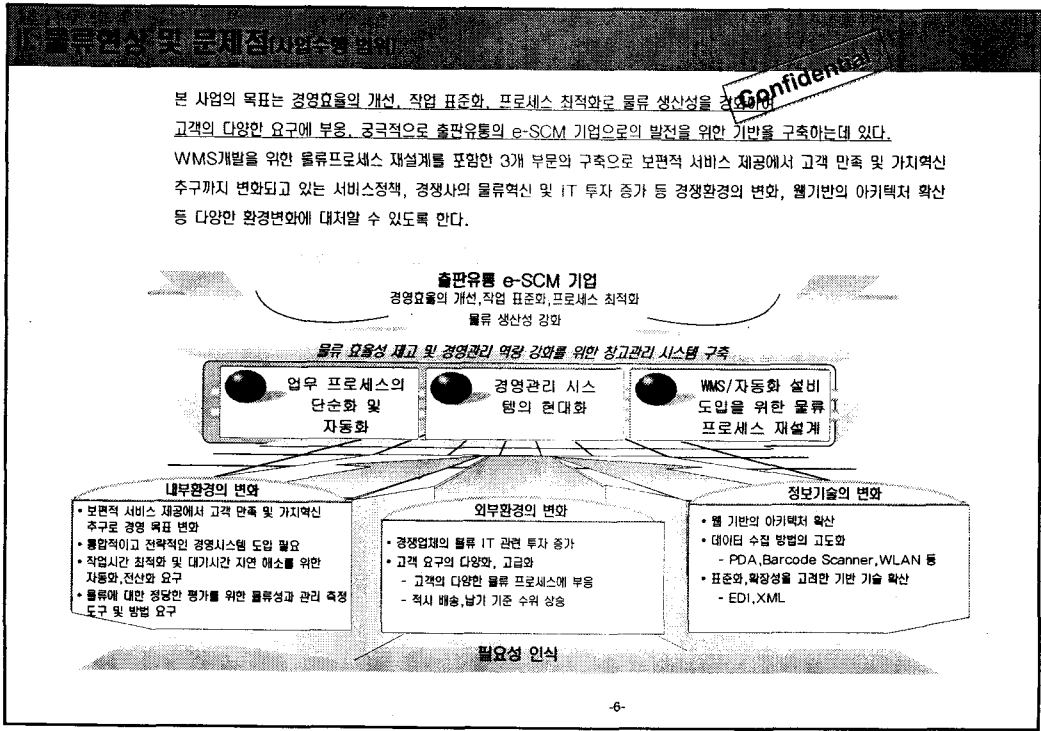 I. 물류현상 및 문제점(사업수행 범위)
Confidential
본 사업의 목표는 경영효율의 개선, 작업 표준화, 프로세스 최적화로 물류 생산성을 강화하여
고객의 다양한 요구에 부응, 궁극적으로 출판유통의 e-SCM 기업으로의 발전을 위한 기반을 구축하는데 있다.
WMS개발을 위한 물류프로세스 재설계를 포함한 3개 부문의 구축으로 보편적 서비스 제공에서 고객 만족 및 가치혁신
추구까지 변화되고 있는 서비스정책, 경쟁사의 물류혁신 및 IT 투자 증가 등 경쟁환경의 변화, 웹기반의 아키텍처 확산
등 다양한 환경변화에 대처할 수 있도록 한다.
출판유통 e-SCM 기업
경영효율의 개선,작업 표준화,프로세스 최적화
물류 생산성 강화
물류 효율성 제고 및 경영관리 역량 강화를 위한 창고관리 시스템 구축
업무 프로세스의
단순화 및
자동화
경영관리 시스
템의 현대화
WMS/자동화 설비
도입을 위한 물류
프로세스 재설계
내부환경의 변화
• 보편적 서비스 제공에서 고객 만족 및 가치혁신
추구로 경영 목표 변화
• 통합적이고 전략적인 경영시스템 도입 필요
• 작업시간 최적화 및 대기시간 지연 해소를 위한
자동화,전산화 요구
• 물류에 대한 정당한 평가를 위한 물류성과 관리 측정
도구 및 방법 요구
외부환경의 변화
• 경쟁업체의 물류 IT 관련 투자 증가
• 고객 요구의 다양화, 고급화
- 고객의 다양한 물류 프로세스에 부응
- 적시 배송,납기 기준 수위 상승
정보기술의 변화
• 웹 기반의 아키텍처 확산
• 데이터 수집 방법의 고도화
- PDA,Barcode Scanner,WLAN 등
• 표준화,확장성을 고려한 기반 기술 확산
- EDI,XML
필요성 인식
-6-